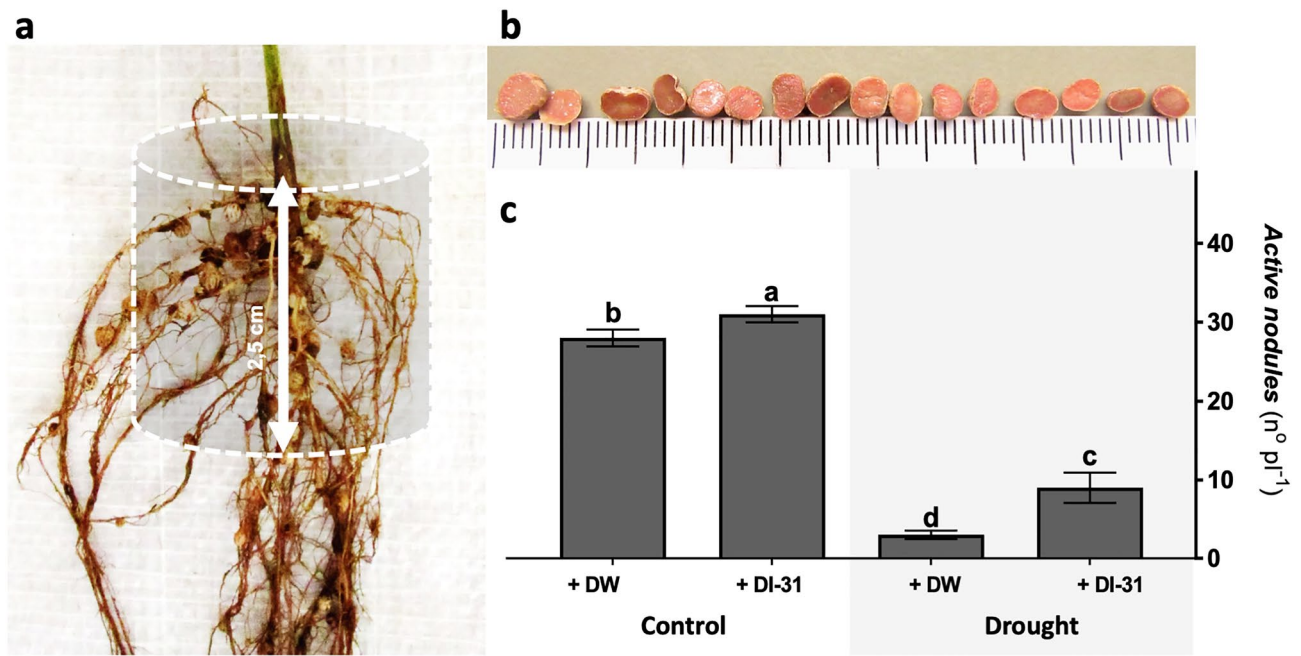 a
2,5 cm
b
c
40
30
20
10
0
Active nodules (nº pl⁻¹)
b
a
d
c
+ DW
+ DI-31
+ DW
+ DI-31
Control
Drought